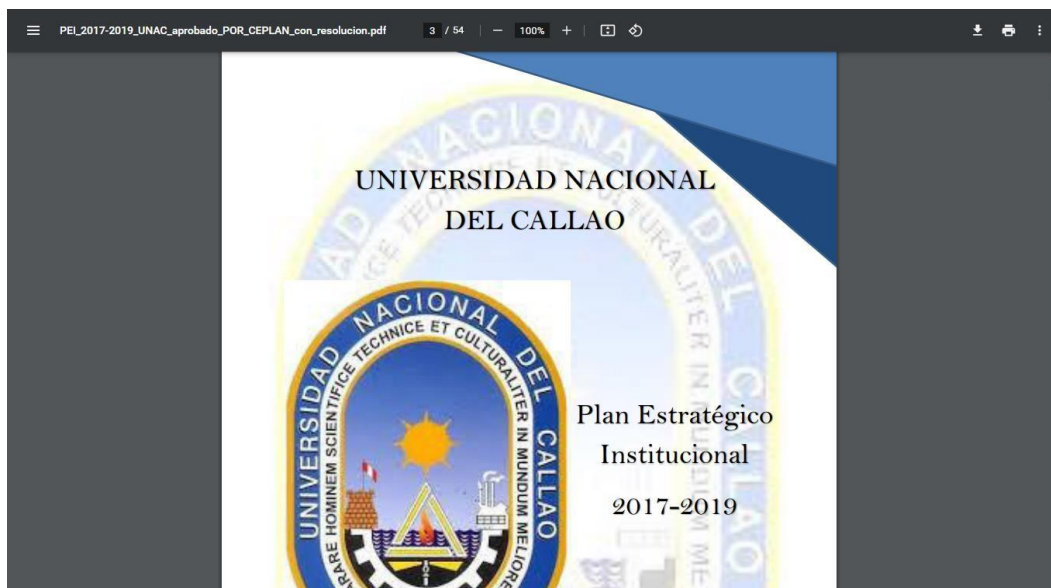 PEI_2017-2019_UNAC_aprobado_POR_CEPLAN_con_resolucion.pdf
3 / 54
100%
UNIVERSIDAD NACIONAL
DEL CALLAO
UNIVERSIDAD NACIONAL DEL CALLAO
HOMINEM SCIENTIFICE TECHNICE ET CULTURALITER IN MUNDUM
Plan Estratégico
Institucional
2017-2019